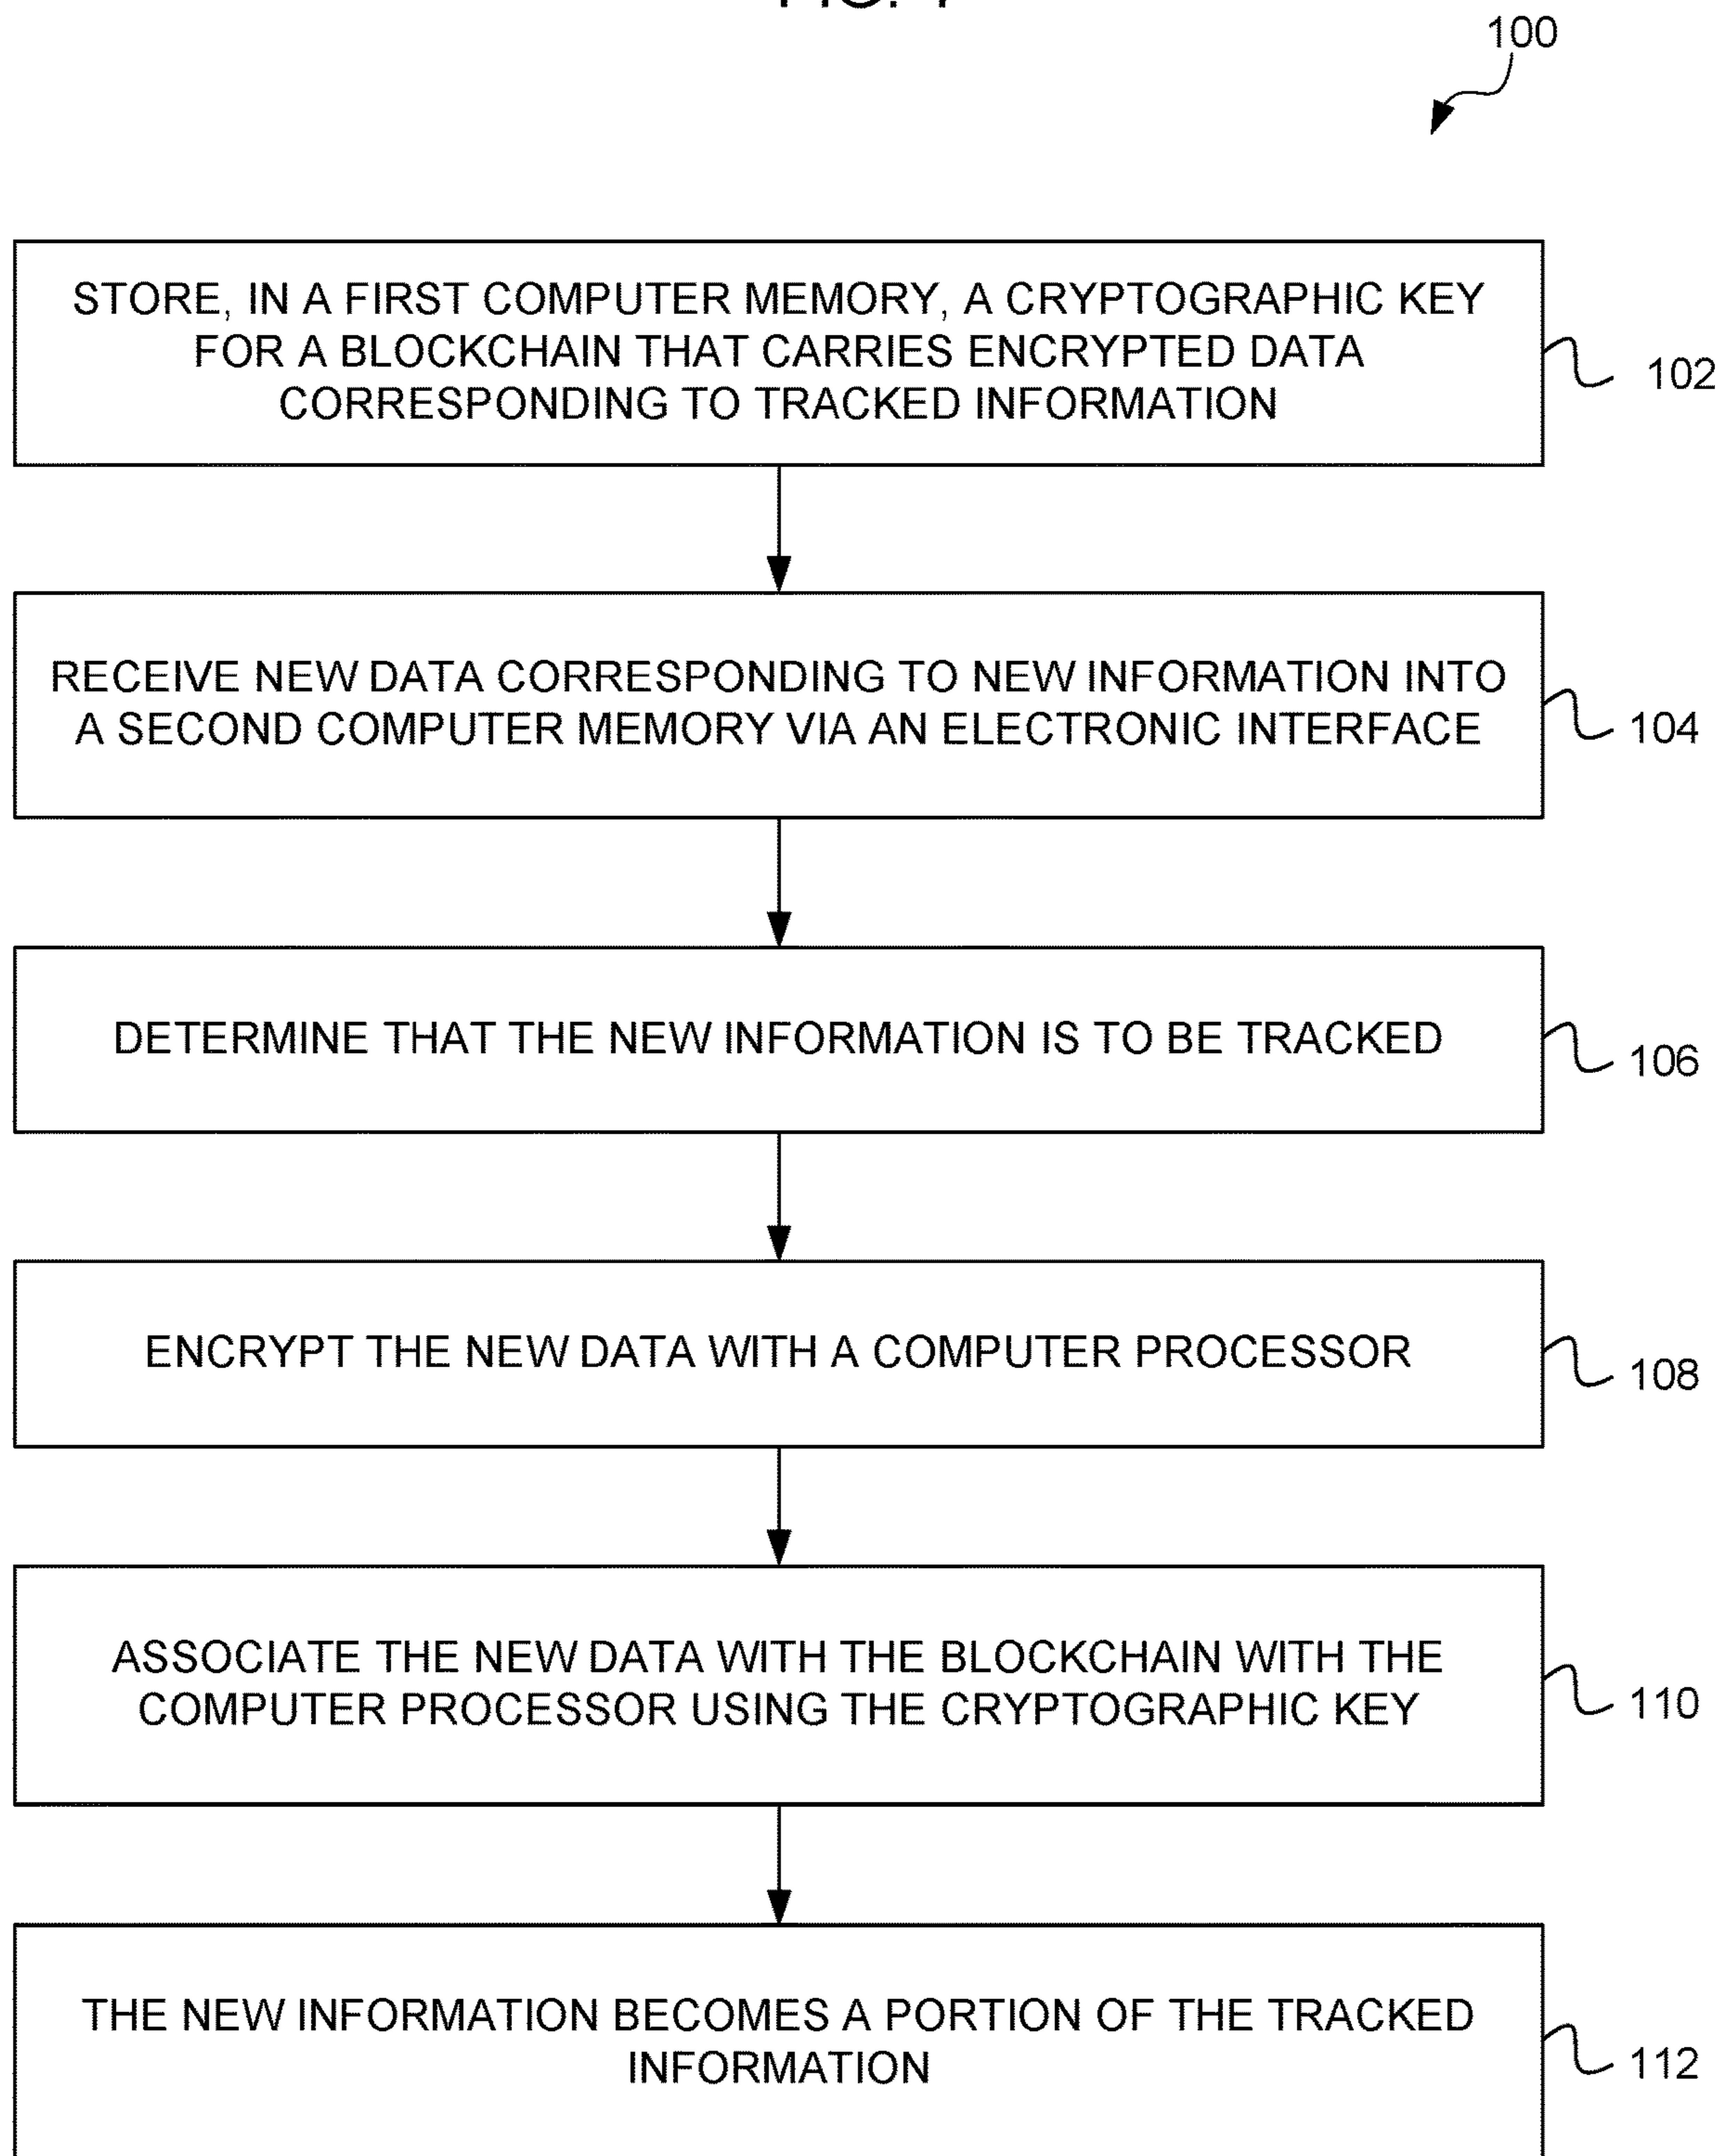 100
STORE, IN A FIRST COMPUTER MEMORY, A CRYPTOGRAPHIC KEY
FOR A BLOCKCHAIN THAT CARRIES ENCRYPTED DATA
CORRESPONDING TO TRACKED INFORMATION
102
RECEIVE NEW DATA CORRESPONDING TO NEW INFORMATION INTO
A SECOND COMPUTER MEMORY VIA AN ELECTRONIC INTERFACE
104
DETERMINE THAT THE NEW INFORMATION IS TO BE TRACKED
106
ENCRYPT THE NEW DATA WITH A COMPUTER PROCESSOR
108
ASSOCIATE THE NEW DATA WITH THE BLOCKCHAIN WITH THE
COMPUTER PROCESSOR USING THE CRYPTOGRAPHIC KEY
110
THE NEW INFORMATION BECOMES A PORTION OF THE TRACKED
INFORMATION
112